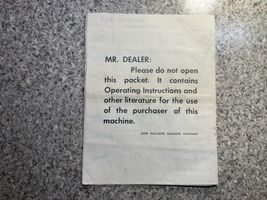 MR. DEALER:
Please do not open
this packet. It contains
Operating Instructions and
other literature for the use
of the purchaser of this
machine.
NEW HOLLAND MACHINE COMPANY